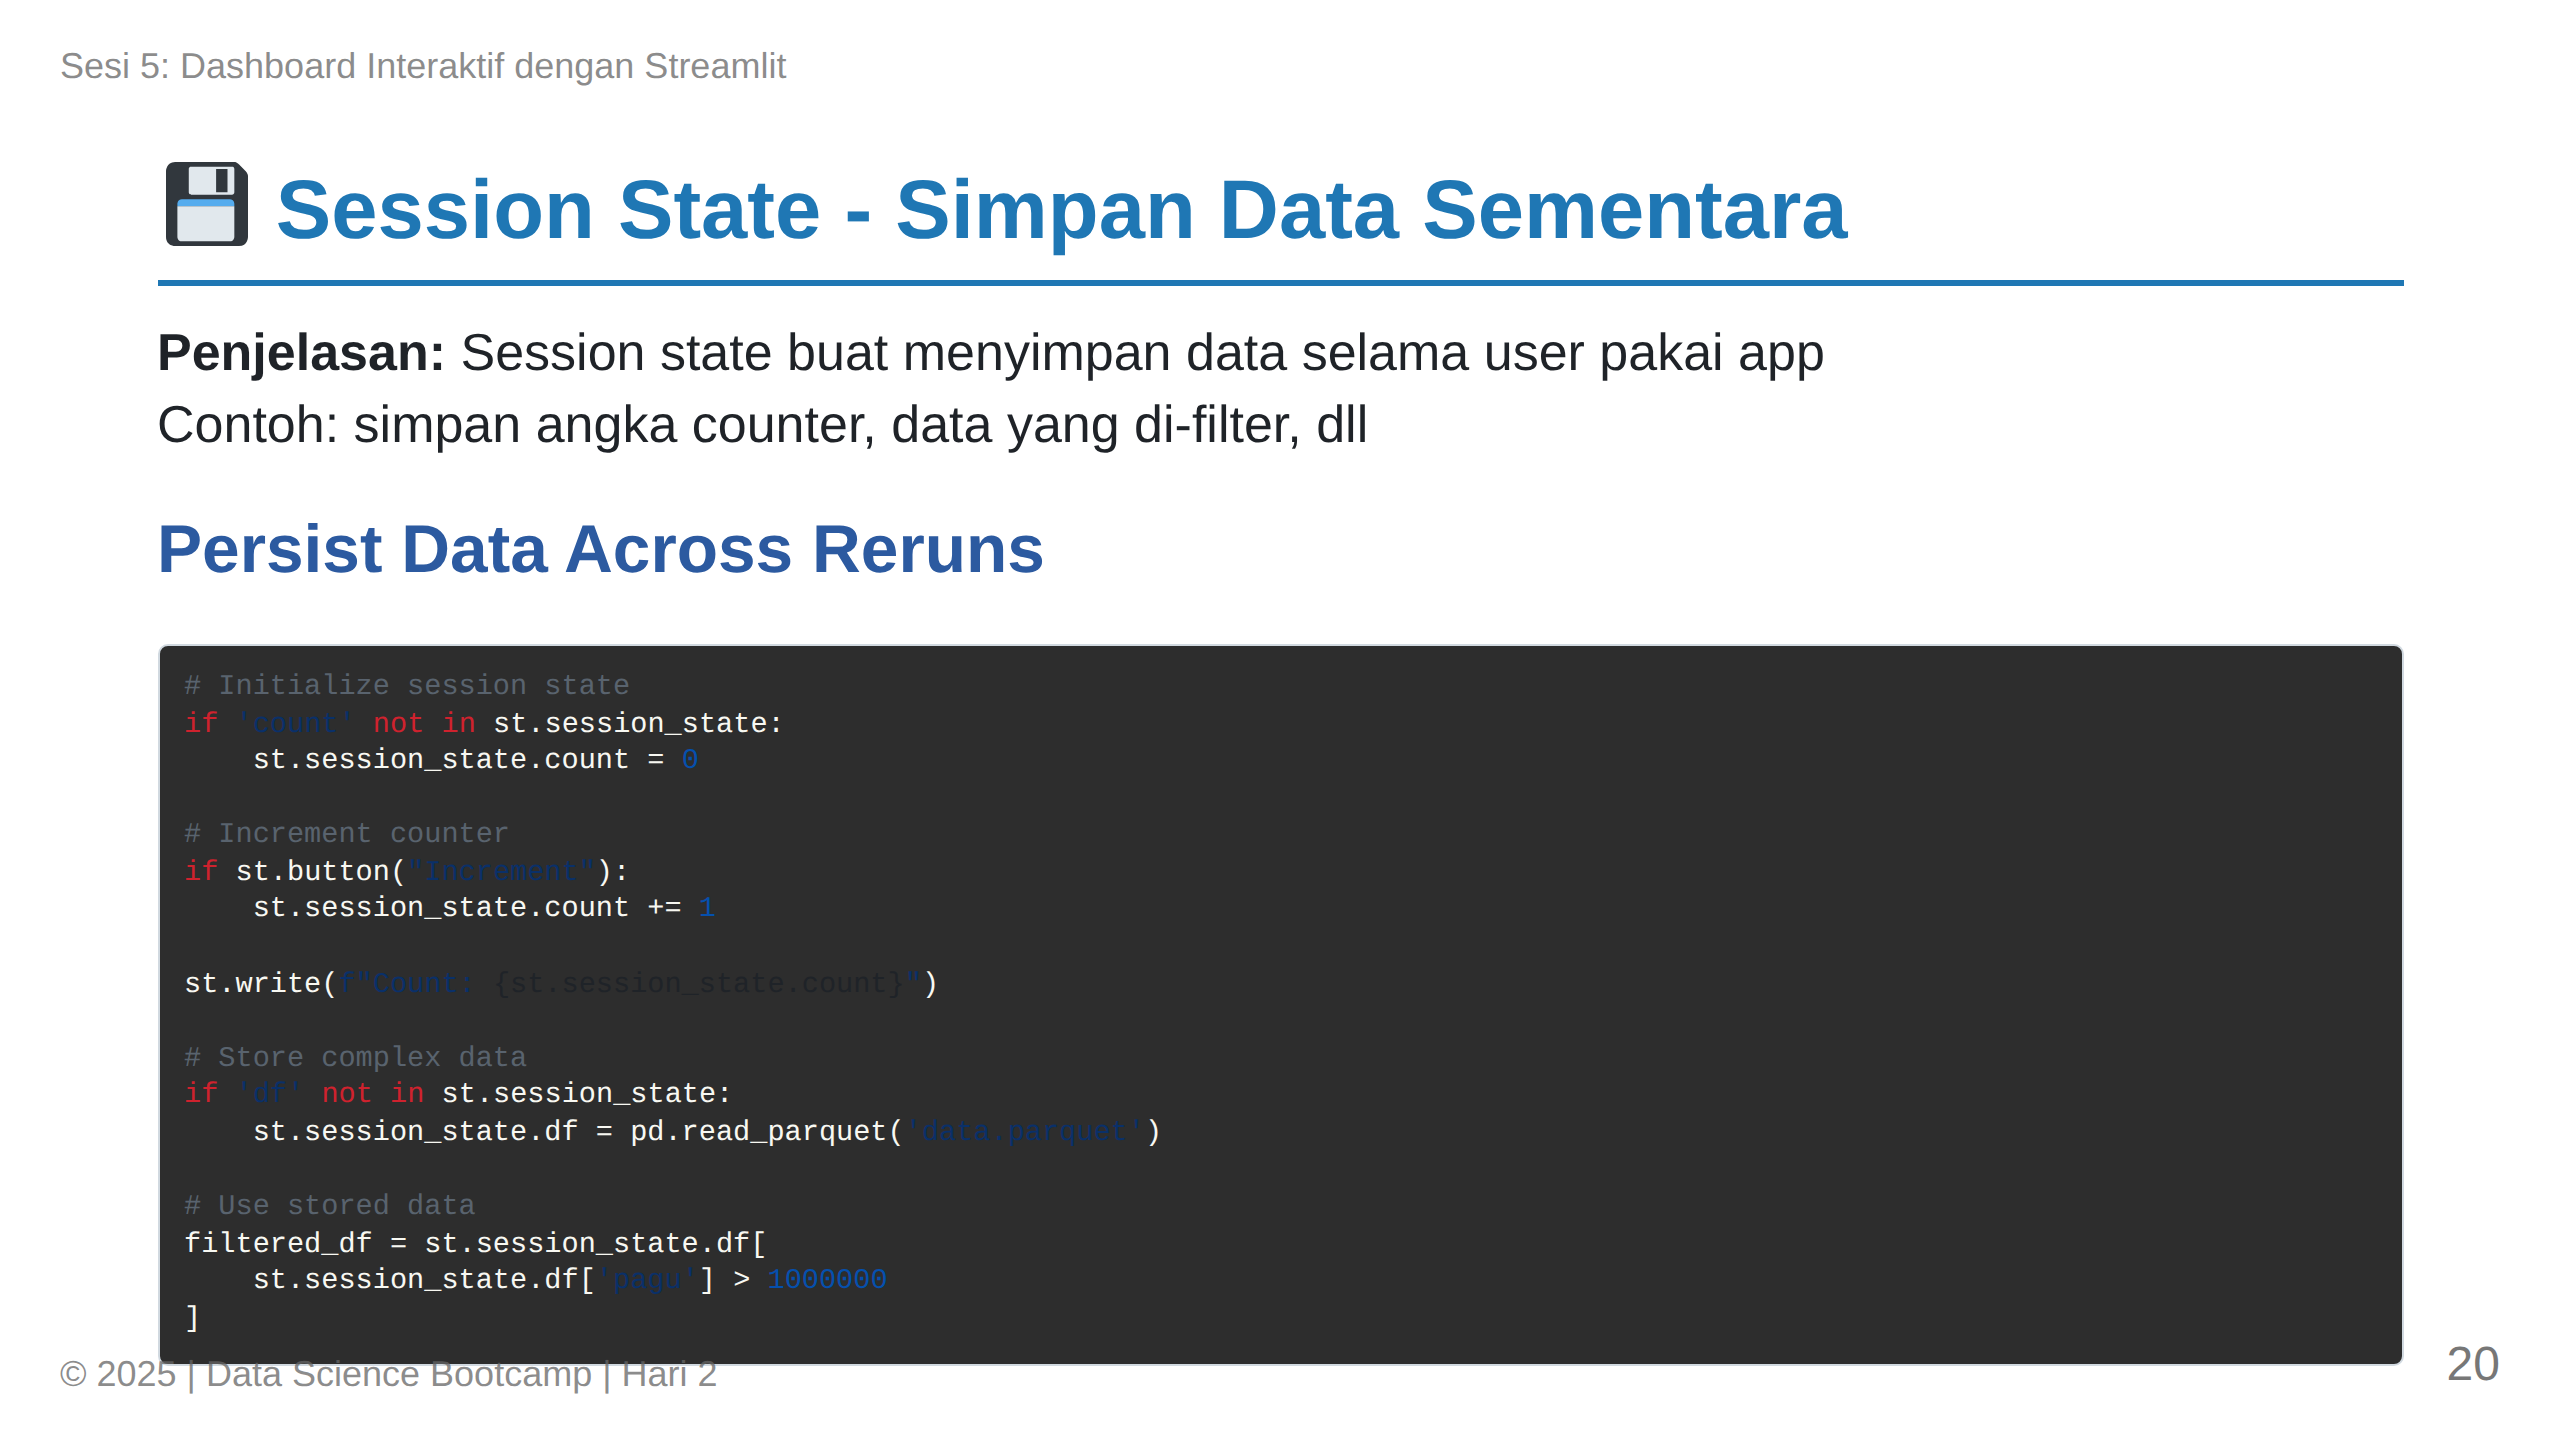 Sesi 5: Dashboard Interaktif dengan Streamlit
Session State - Simpan Data Sementara
Penjelasan: Session state buat menyimpan data selama user pakai app
Contoh: simpan angka counter, data yang di-filter, dll
Persist Data Across Reruns
# Initialize session state
if 'count' not in st.session_state:
    st.session_state.count = 0
# Increment counter
if st.button("Increment"):
    st.session_state.count += 1
st.write(f"Count: {st.session_state.count}")
# Store complex data
if 'df' not in st.session_state:
    st.session_state.df = pd.read_parquet('data.parquet')
# Use stored data
filtered_df = st.session_state.df[
    st.session_state.df['pagu'] > 1000000
]
© 2025 | Data Science Bootcamp | Hari 2
20